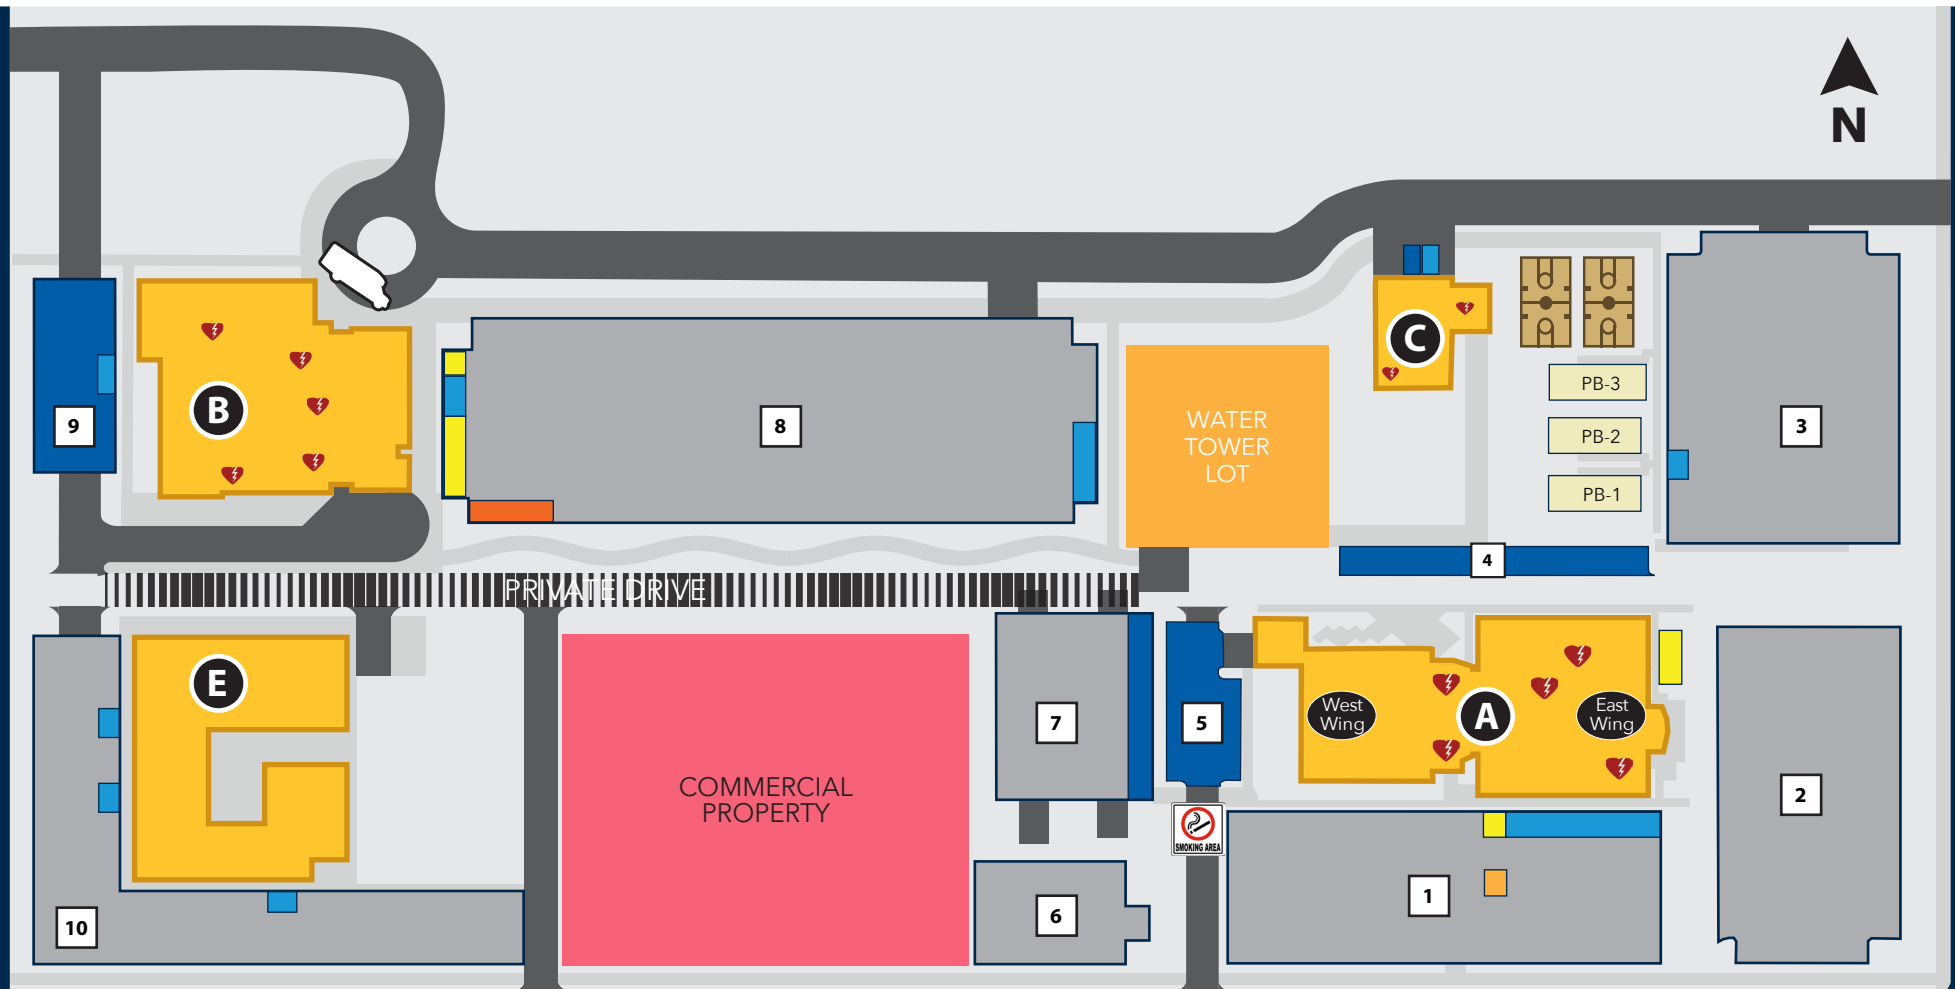 N
C
PB-3
WATER
TOWER
LOT
B
9
8
3
PB-2
PB-1
4
PRIVATE DRIVE
E
West
Wing
A
East
Wing
7
5
COMMERCIAL
PROPERTY
2
SMOKING AREA
1
6
10